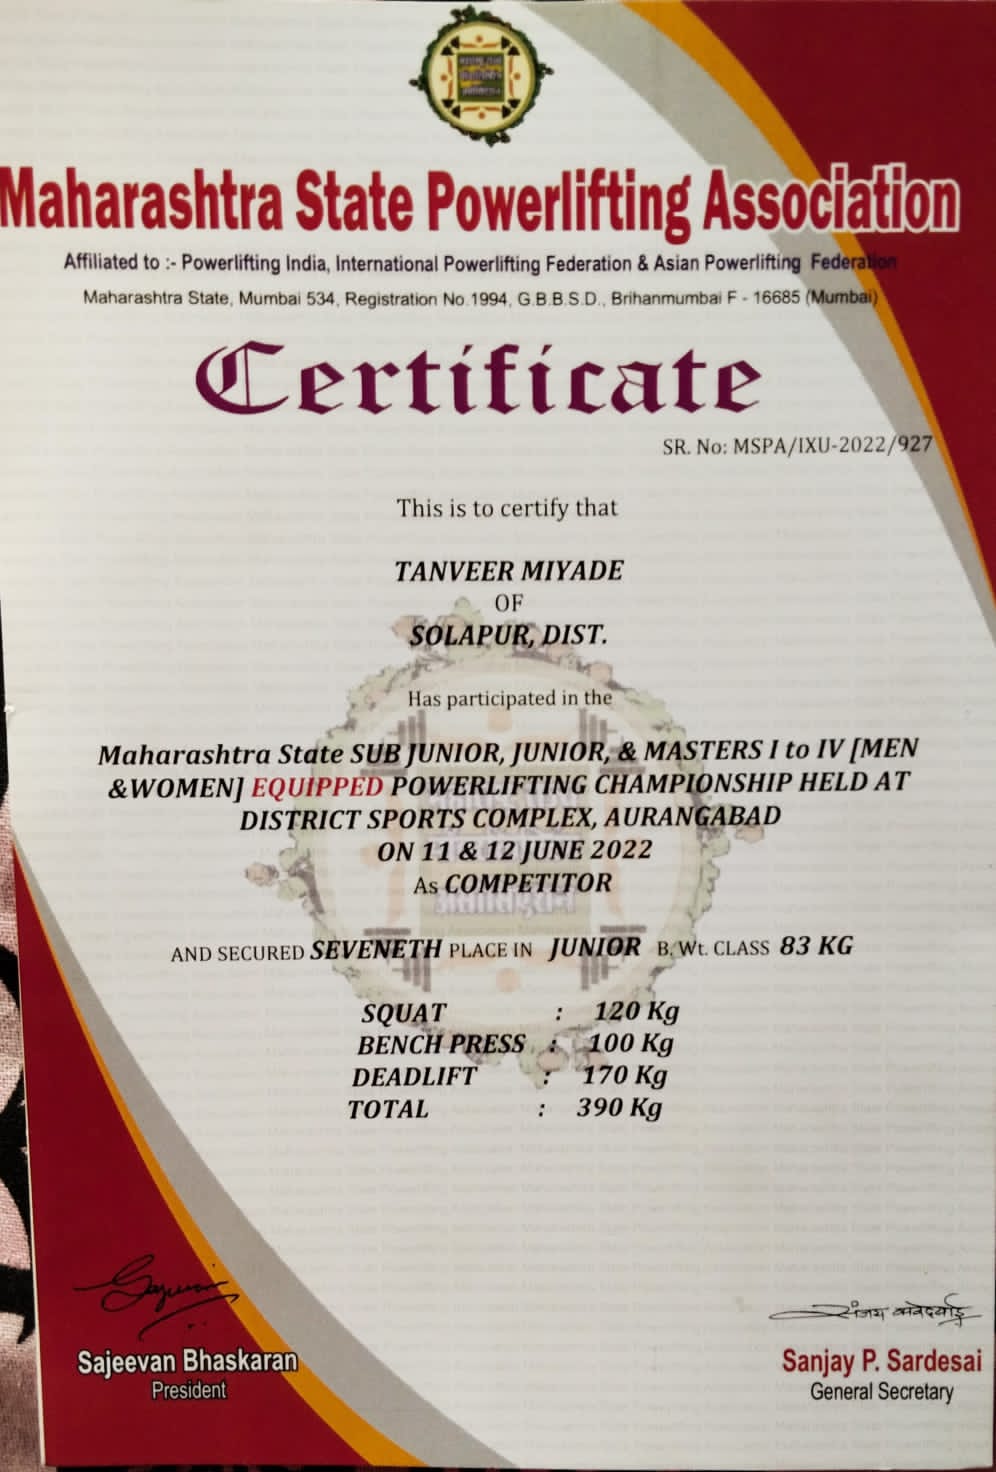 Maharashtra State Powerlifting Association
Affiliated to :- Powerlifting India, International Powerlifting Federation & Asian Powerlifting Federation
Maharashtra State, Mumbai 534, Registration No.1994, G.B.B.S.D., Brihanmumbai F - 16685 (Mumbai)
Certificate
SR. No: MSPA/IXU-2022/927
This is to certify that
TANVEER MIYADE
OF
SOLAPUR, DIST.
Has participated in the
Maharashtra State SUB JUNIOR, JUNIOR, & MASTERS I to IV [MEN
&WOMEN] EQUIPPED POWERLIFTING CHAMPIONSHIP HELD AT
DISTRICT SPORTS COMPLEX, AURANGABAD
ON 11 & 12 JUNE 2022
As COMPETITOR
AND SECURED SEVENETH PLACE IN JUNIOR B. Wt. CLASS 83 KG
SQUAT : 120 Kg
BENCH PRESS : 100 Kg
DEADLIFT : 170 Kg
TOTAL : 390 Kg
Sajeevan Bhaskaran
President
Sanjay P. Sardesai
General Secretary